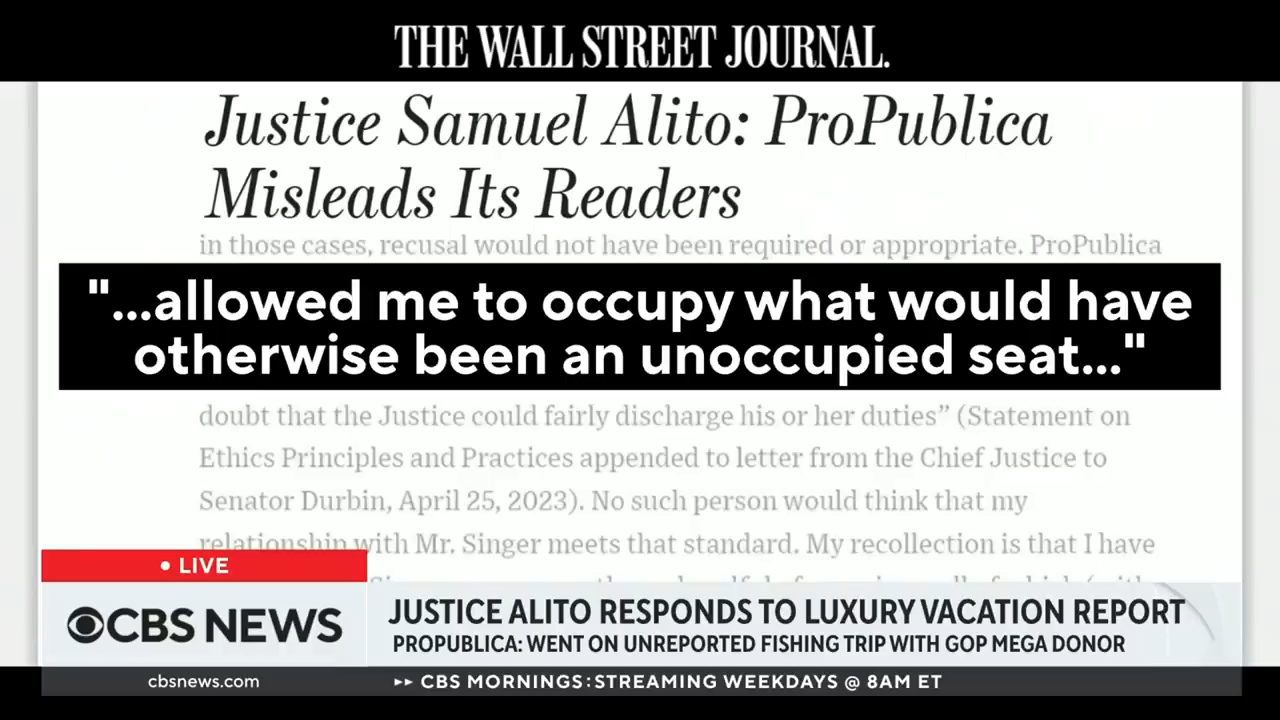 THE WALL STREET JOURNAL.
Justice Samuel Alito: ProPublica
Misleads Its Readers
in those cases, recusal would not have been required or appropriate. ProPublica
"...allowed me to occupy what would have
otherwise been an unoccupied seat..."
doubt that the Justice could fairly discharge his or her duties” (Statement on
Ethics Principles and Practices appended to letter from the Chief Justice to
Senator Durbin, April 25, 2023). No such person would think that my
relationship with Mr. Singer meets that standard. My recollection is that I have
• LIVE
CBS NEWS
JUSTICE ALITO RESPONDS TO LUXURY VACATION REPORT
PROPUBLICA: WENT ON UNREPORTED FISHING TRIP WITH GOP MEGA DONOR
cbsnews.com
CBS MORNINGS: STREAMING WEEKDAYS @ 8AM ET